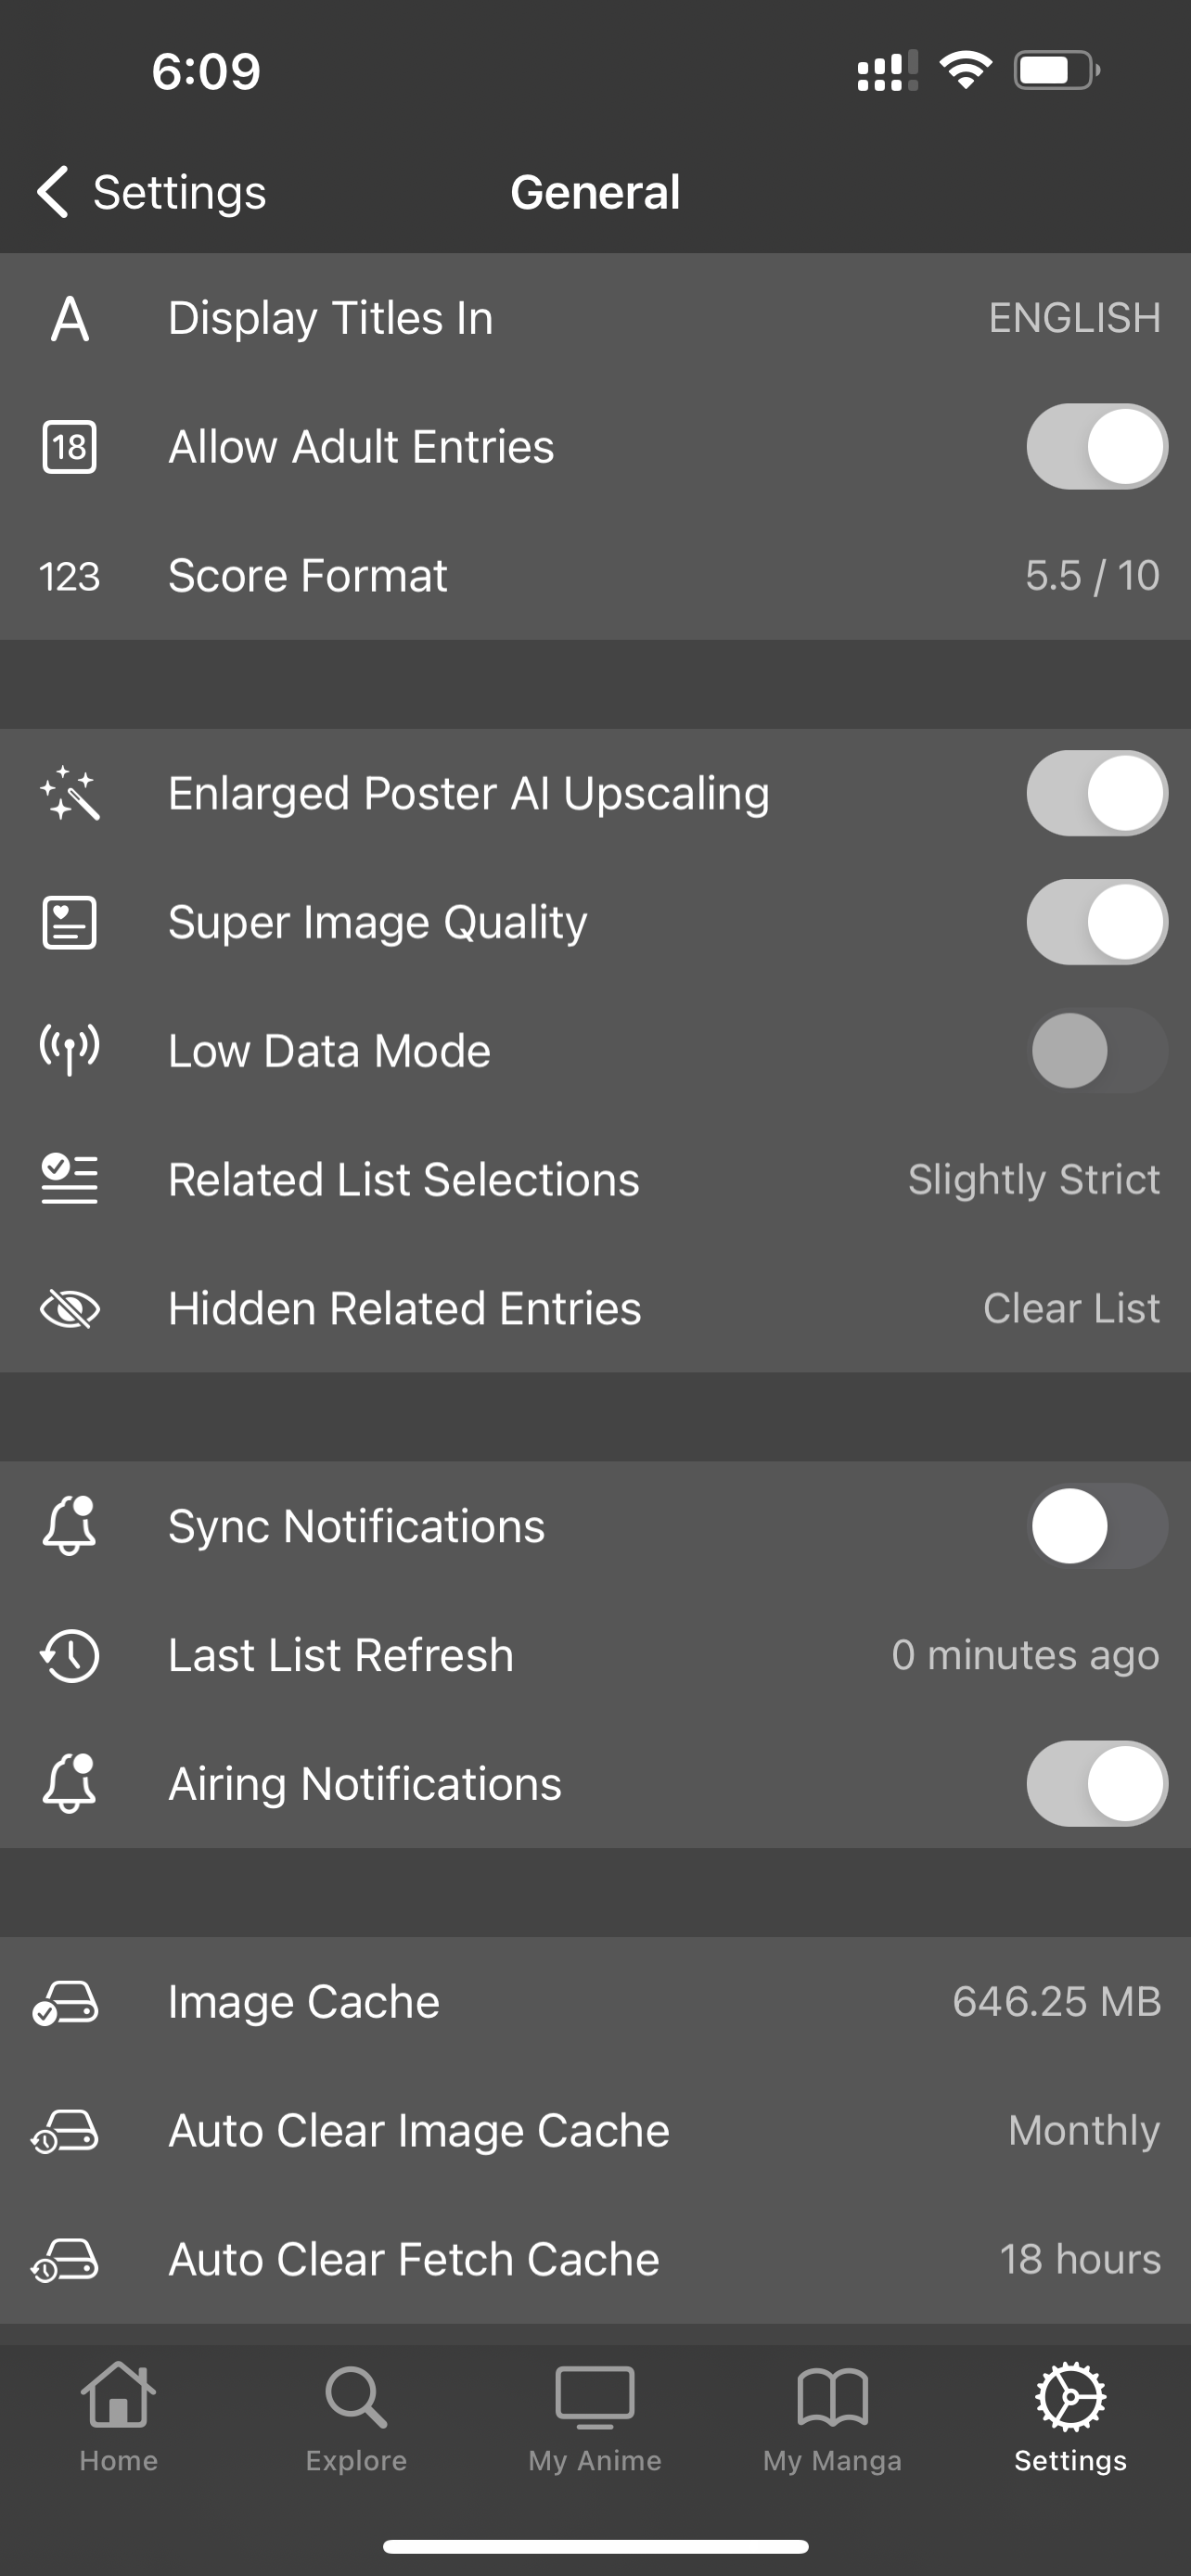 6:09
Settings
General
Display Titles In
ENGLISH
18
Allow Adult Entries
123
Score Format
5.5 / 10
Enlarged Poster AI Upscaling
Super Image Quality
Low Data Mode
Related List Selections
Slightly Strict
Hidden Related Entries
Clear List
Sync Notifications
Last List Refresh
0 minutes ago
Airing Notifications
Image Cache
646.25 MB
Auto Clear Image Cache
Monthly
Auto Clear Fetch Cache
18 hours
Home
Explore
My Anime
My Manga
Settings